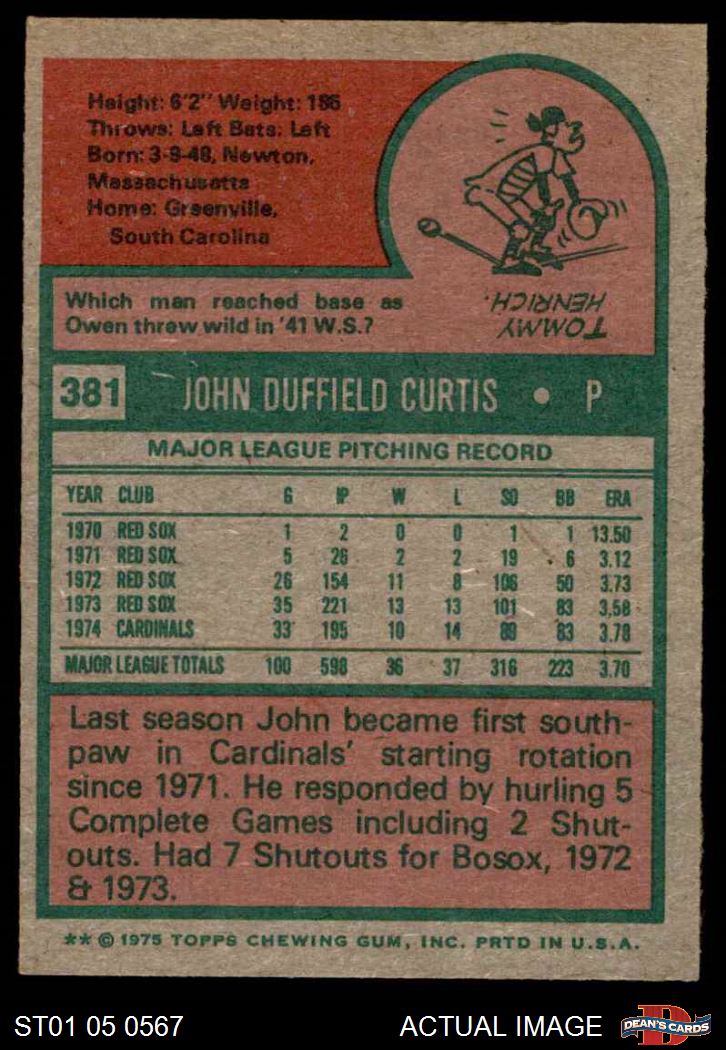 Height: 6'2" Weight: 185
Throws: Left Bats: Left
Born: 3-9-48, Newton,
Massachusetts
Home: Greenville,
South Carolina
Which man reached base as
Owen threw wild in '41 W.S.?
TOMMY
HENRICH.
381 JOHN DUFFIELD CURTIS • P
MAJOR LEAGUE PITCHING RECORD
YEAR CLUB G IP W L SO BB ERA
1970 RED SOX 1 2 0 0 1 1 13.50
1971 RED SOX 5 26 2 2 19 6 3.12
1972 RED SOX 26 154 11 8 106 50 3.73
1973 RED SOX 35 221 13 13 101 83 3.58
1974 CARDINALS 33 195 10 14 89 83 3.78
MAJOR LEAGUE TOTALS 100 598 36 37 316 223 3.70
Last season John became first south-
paw in Cardinals' starting rotation
since 1971. He responded by hurling 5
Complete Games including 2 Shut-
outs. Had 7 Shutouts for Bosox, 1972
& 1973.
** © 1975 TOPPS CHEWING GUM, INC. PRTD IN U.S.A.
ST01 05 0567 ACTUAL IMAGE D DEAN'S CARDS